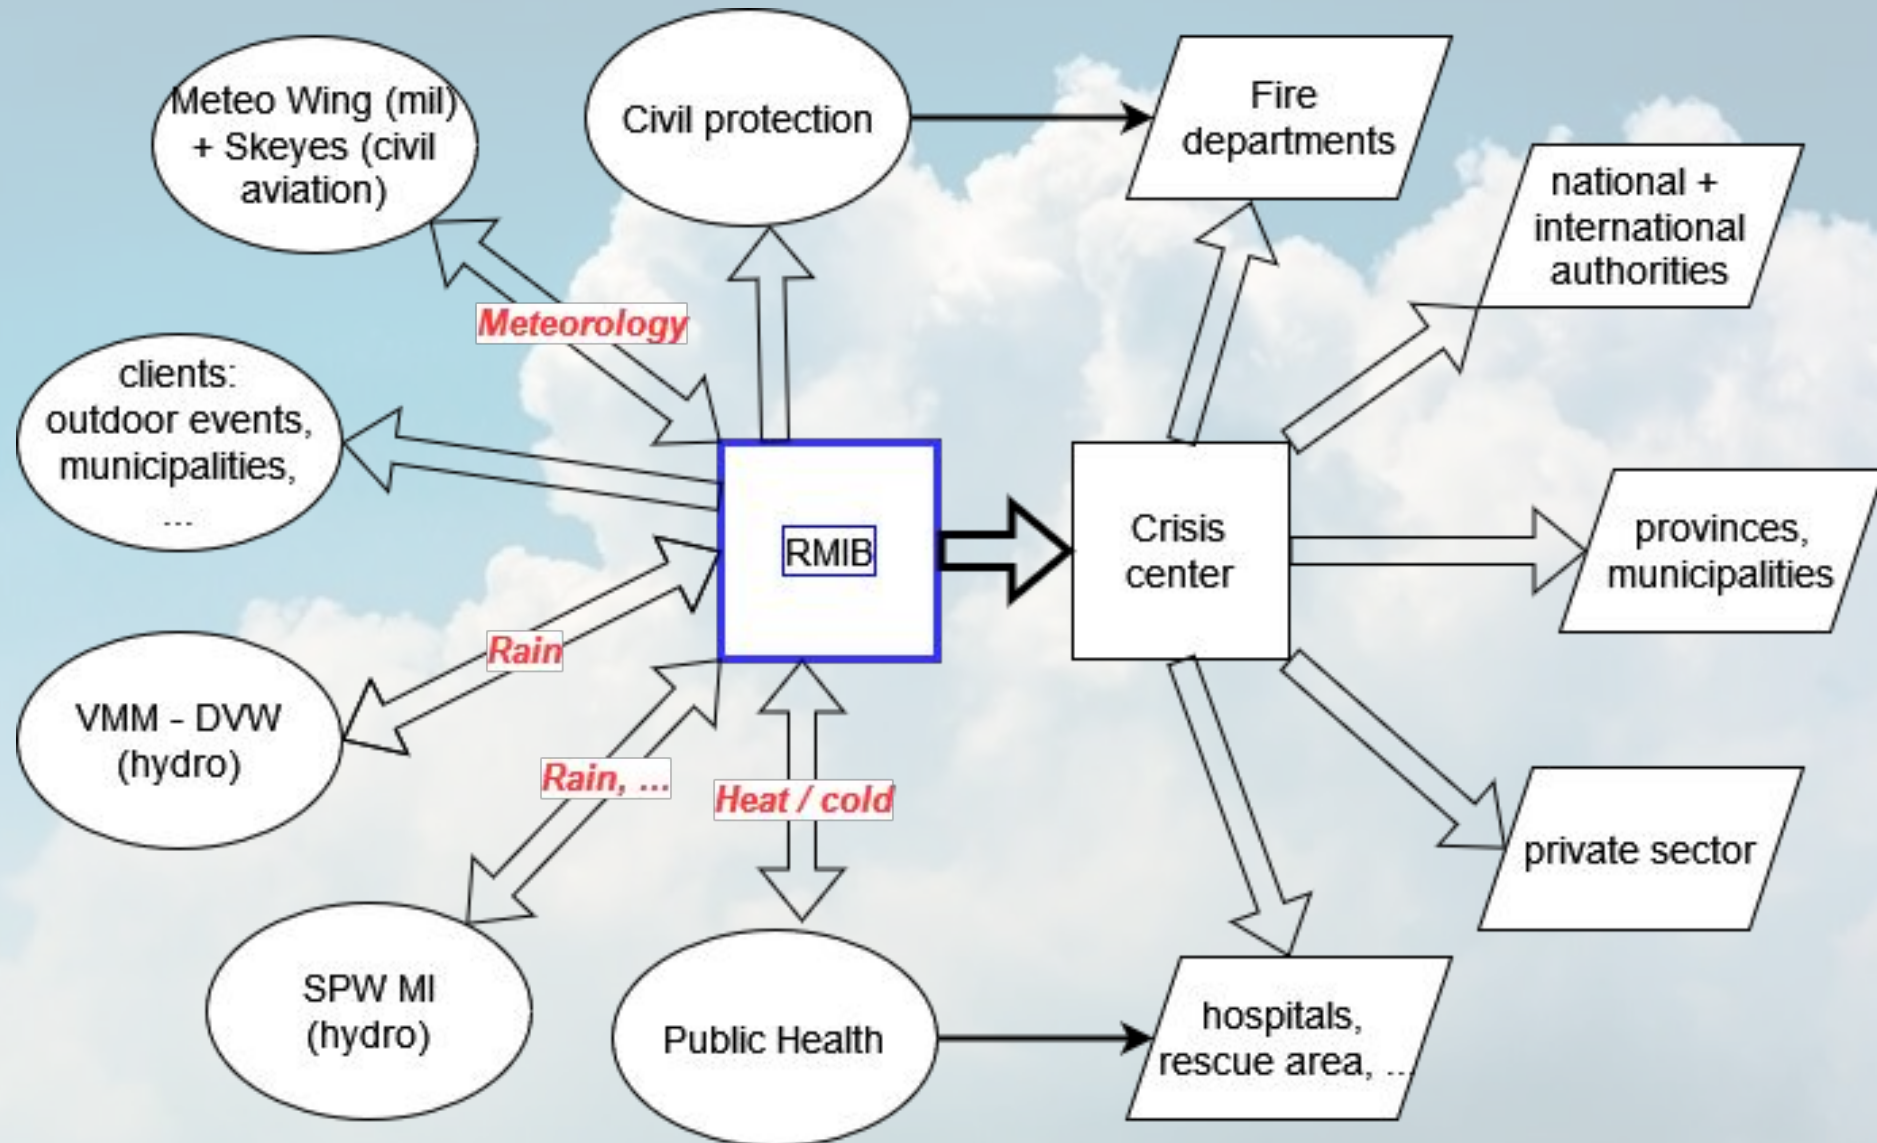 Meteo Wing (mil)
+ Skeyes (civil
aviation)
Civil protection
Fire
departments
national +
international
authorities
Meteorology
clients:
outdoor events,
municipalities,
...
RMIB
Crisis
center
provinces,
municipalities
Rain
VMM - DVW
(hydro)
Rain, ...
Heat / cold
private sector
SPW MI
(hydro)
Public Health
hospitals,
rescue area, ...